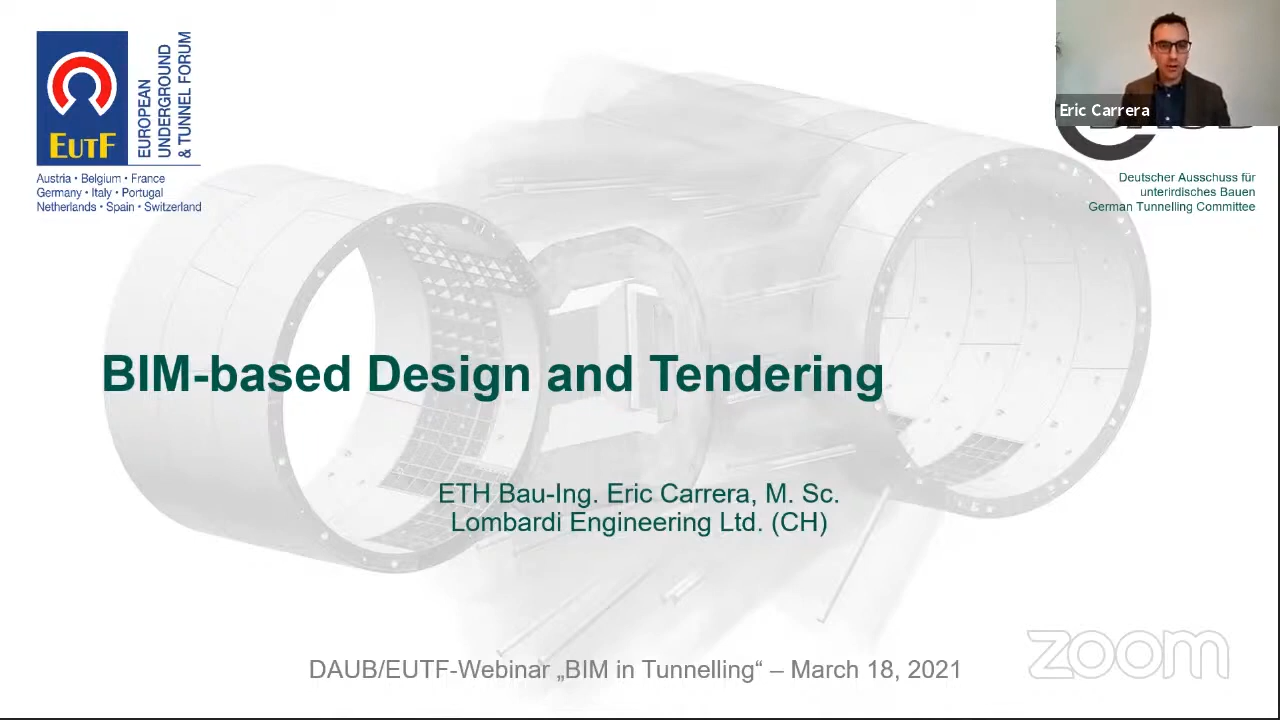 EUTF
EUROPEAN
UNDERGROUND
& TUNNEL FORUM
Austria • Belgium • France
Germany • Italy • Portugal
Netherlands • Spain • Switzerland
Eric Carrera
Deutscher Ausschuss für
unterirdisches Bauen
German Tunnelling Committee
BIM-based Design and Tendering
ETH Bau-Ing. Eric Carrera, M. Sc.
Lombardi Engineering Ltd. (CH)
DAUB/EUTF-Webinar „BIM in Tunnelling“ – March 18, 2021
zoom